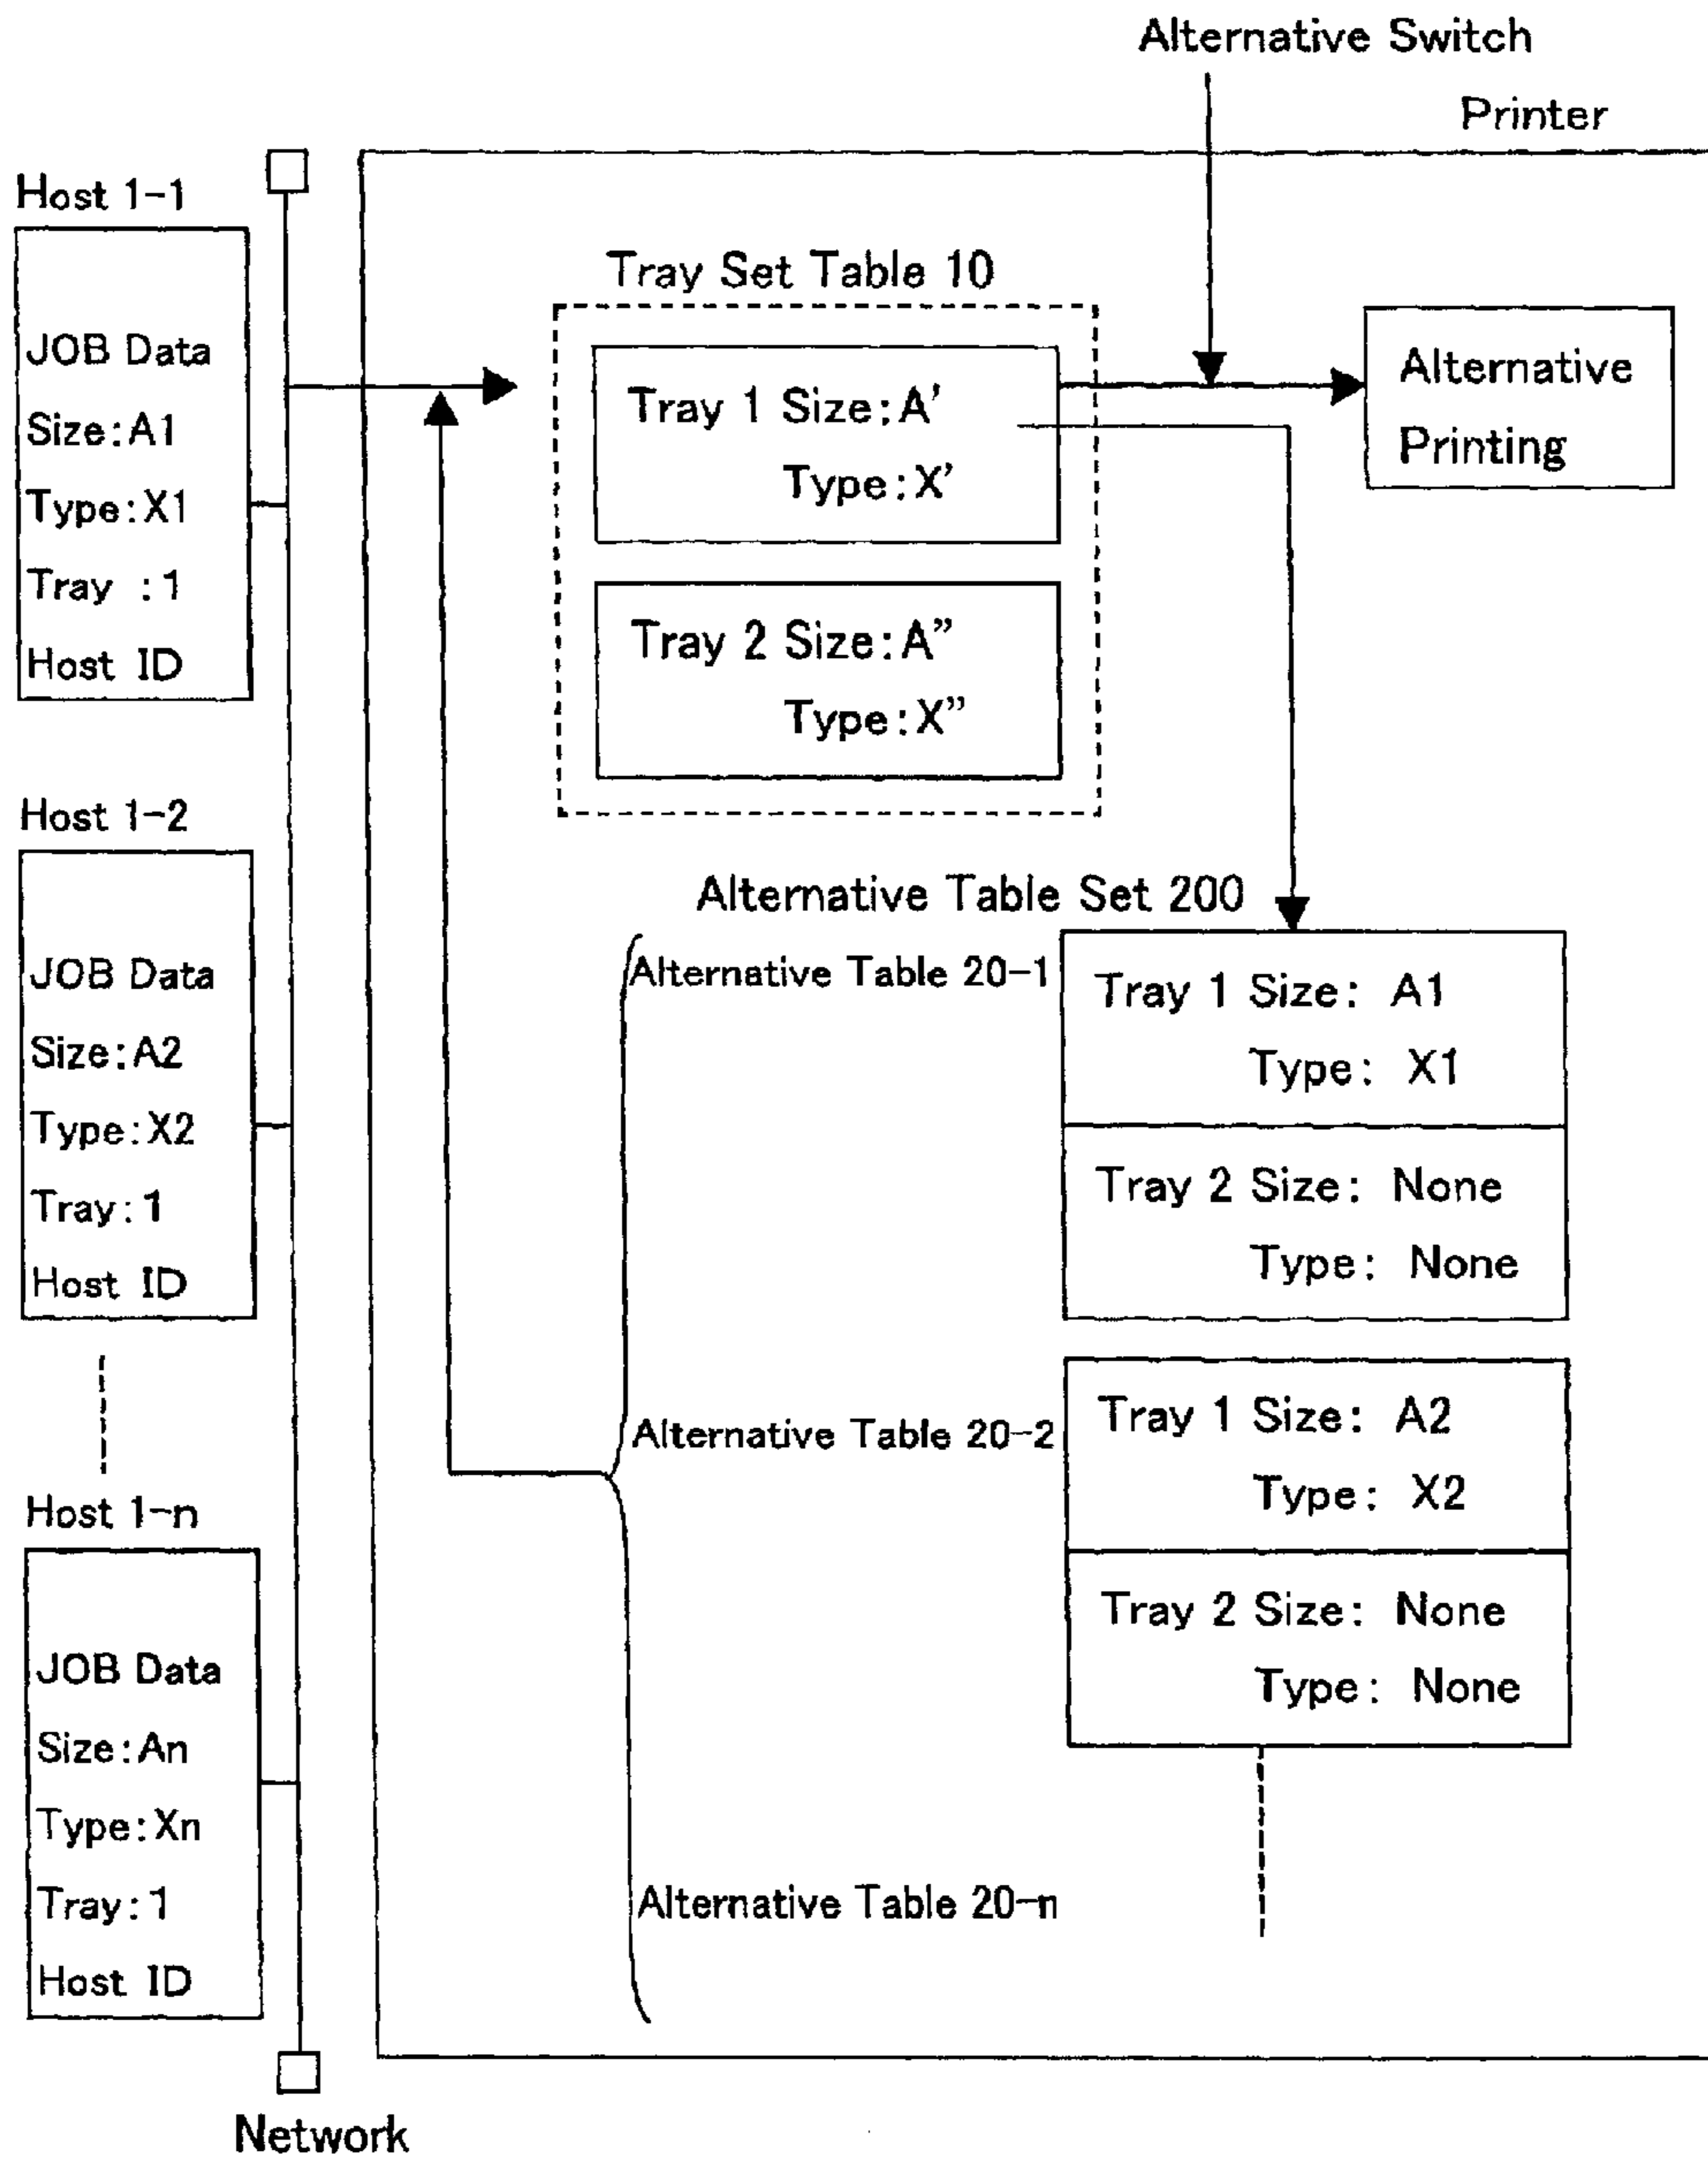 Alternative Switch
Printer
Host 1-1
JOB Data
Size:A1
Type:X1
Tray :1
Host ID
Host 1-2
JOB Data
Size:A2
Type:X2
Tray:1
Host ID
Host 1-n
JOB Data
Size:An
Type:Xn
Tray:1
Host ID
Network
Tray Set Table 10
Tray 1 Size:A'
Type:X'
Tray 2 Size:A”
Type:X”
Alternative
Printing
Alternative Table Set 200
Alternative Table 20-1
Tray 1 Size: A1
Type: X1
Tray 2 Size: None
Type: None
Alternative Table 20-2
Tray 1 Size: A2
Type: X2
Tray 2 Size: None
Type: None
Alternative Table 20-n